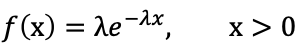 f(x) = λe^{-λx},    x > 0